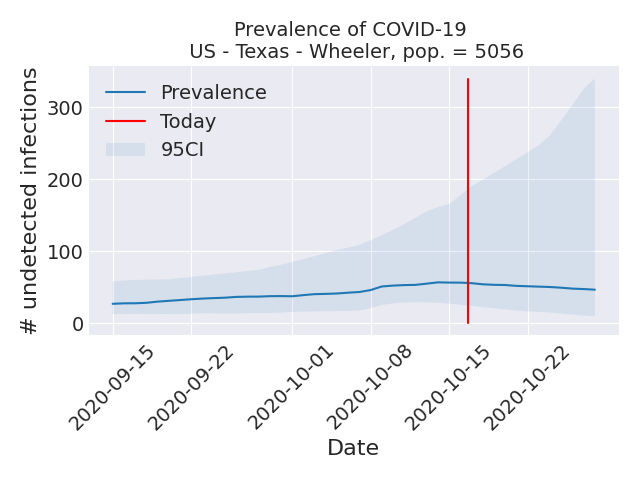 Prevalence of COVID-19
US - Texas - Wheeler, pop. = 5056
# undetected infections
300
200
100
0
Prevalence
Today
95CI
2020-09-15
2020-09-22
2020-10-01
2020-10-08
2020-10-15
2020-10-22
Date